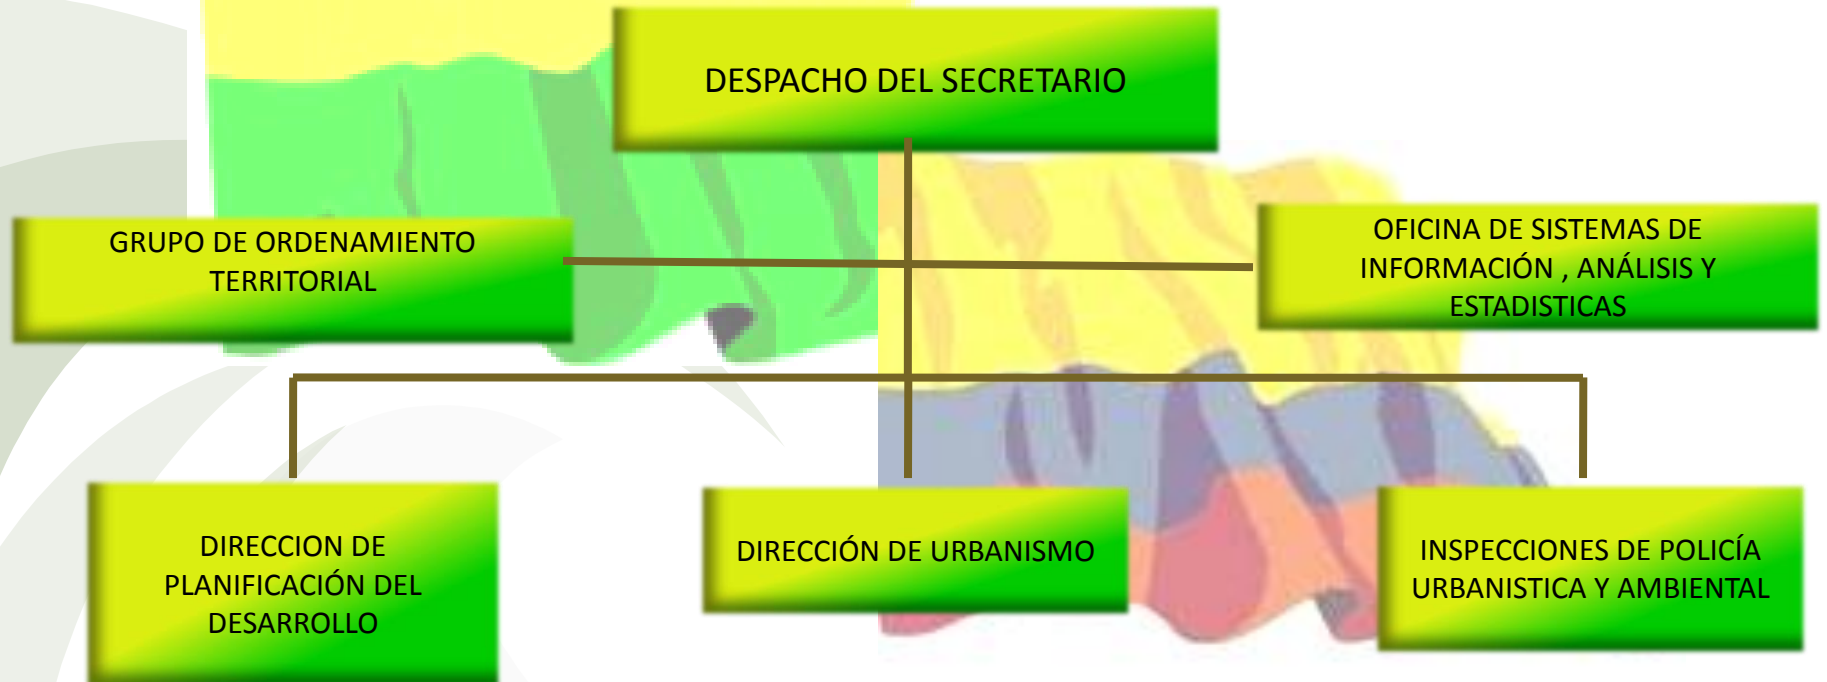 DESPACHO DEL SECRETARIO
GRUPO DE ORDENAMIENTO
TERRITORIAL
OFICINA DE SISTEMAS DE
INFORMACIÓN , ANÁLISIS Y
ESTADISTICAS
DIRECCION DE
PLANIFICACIÓN DEL
DESARROLLO
DIRECCIÓN DE URBANISMO
INSPECCIONES DE POLICÍA
URBANISTICA Y AMBIENTAL